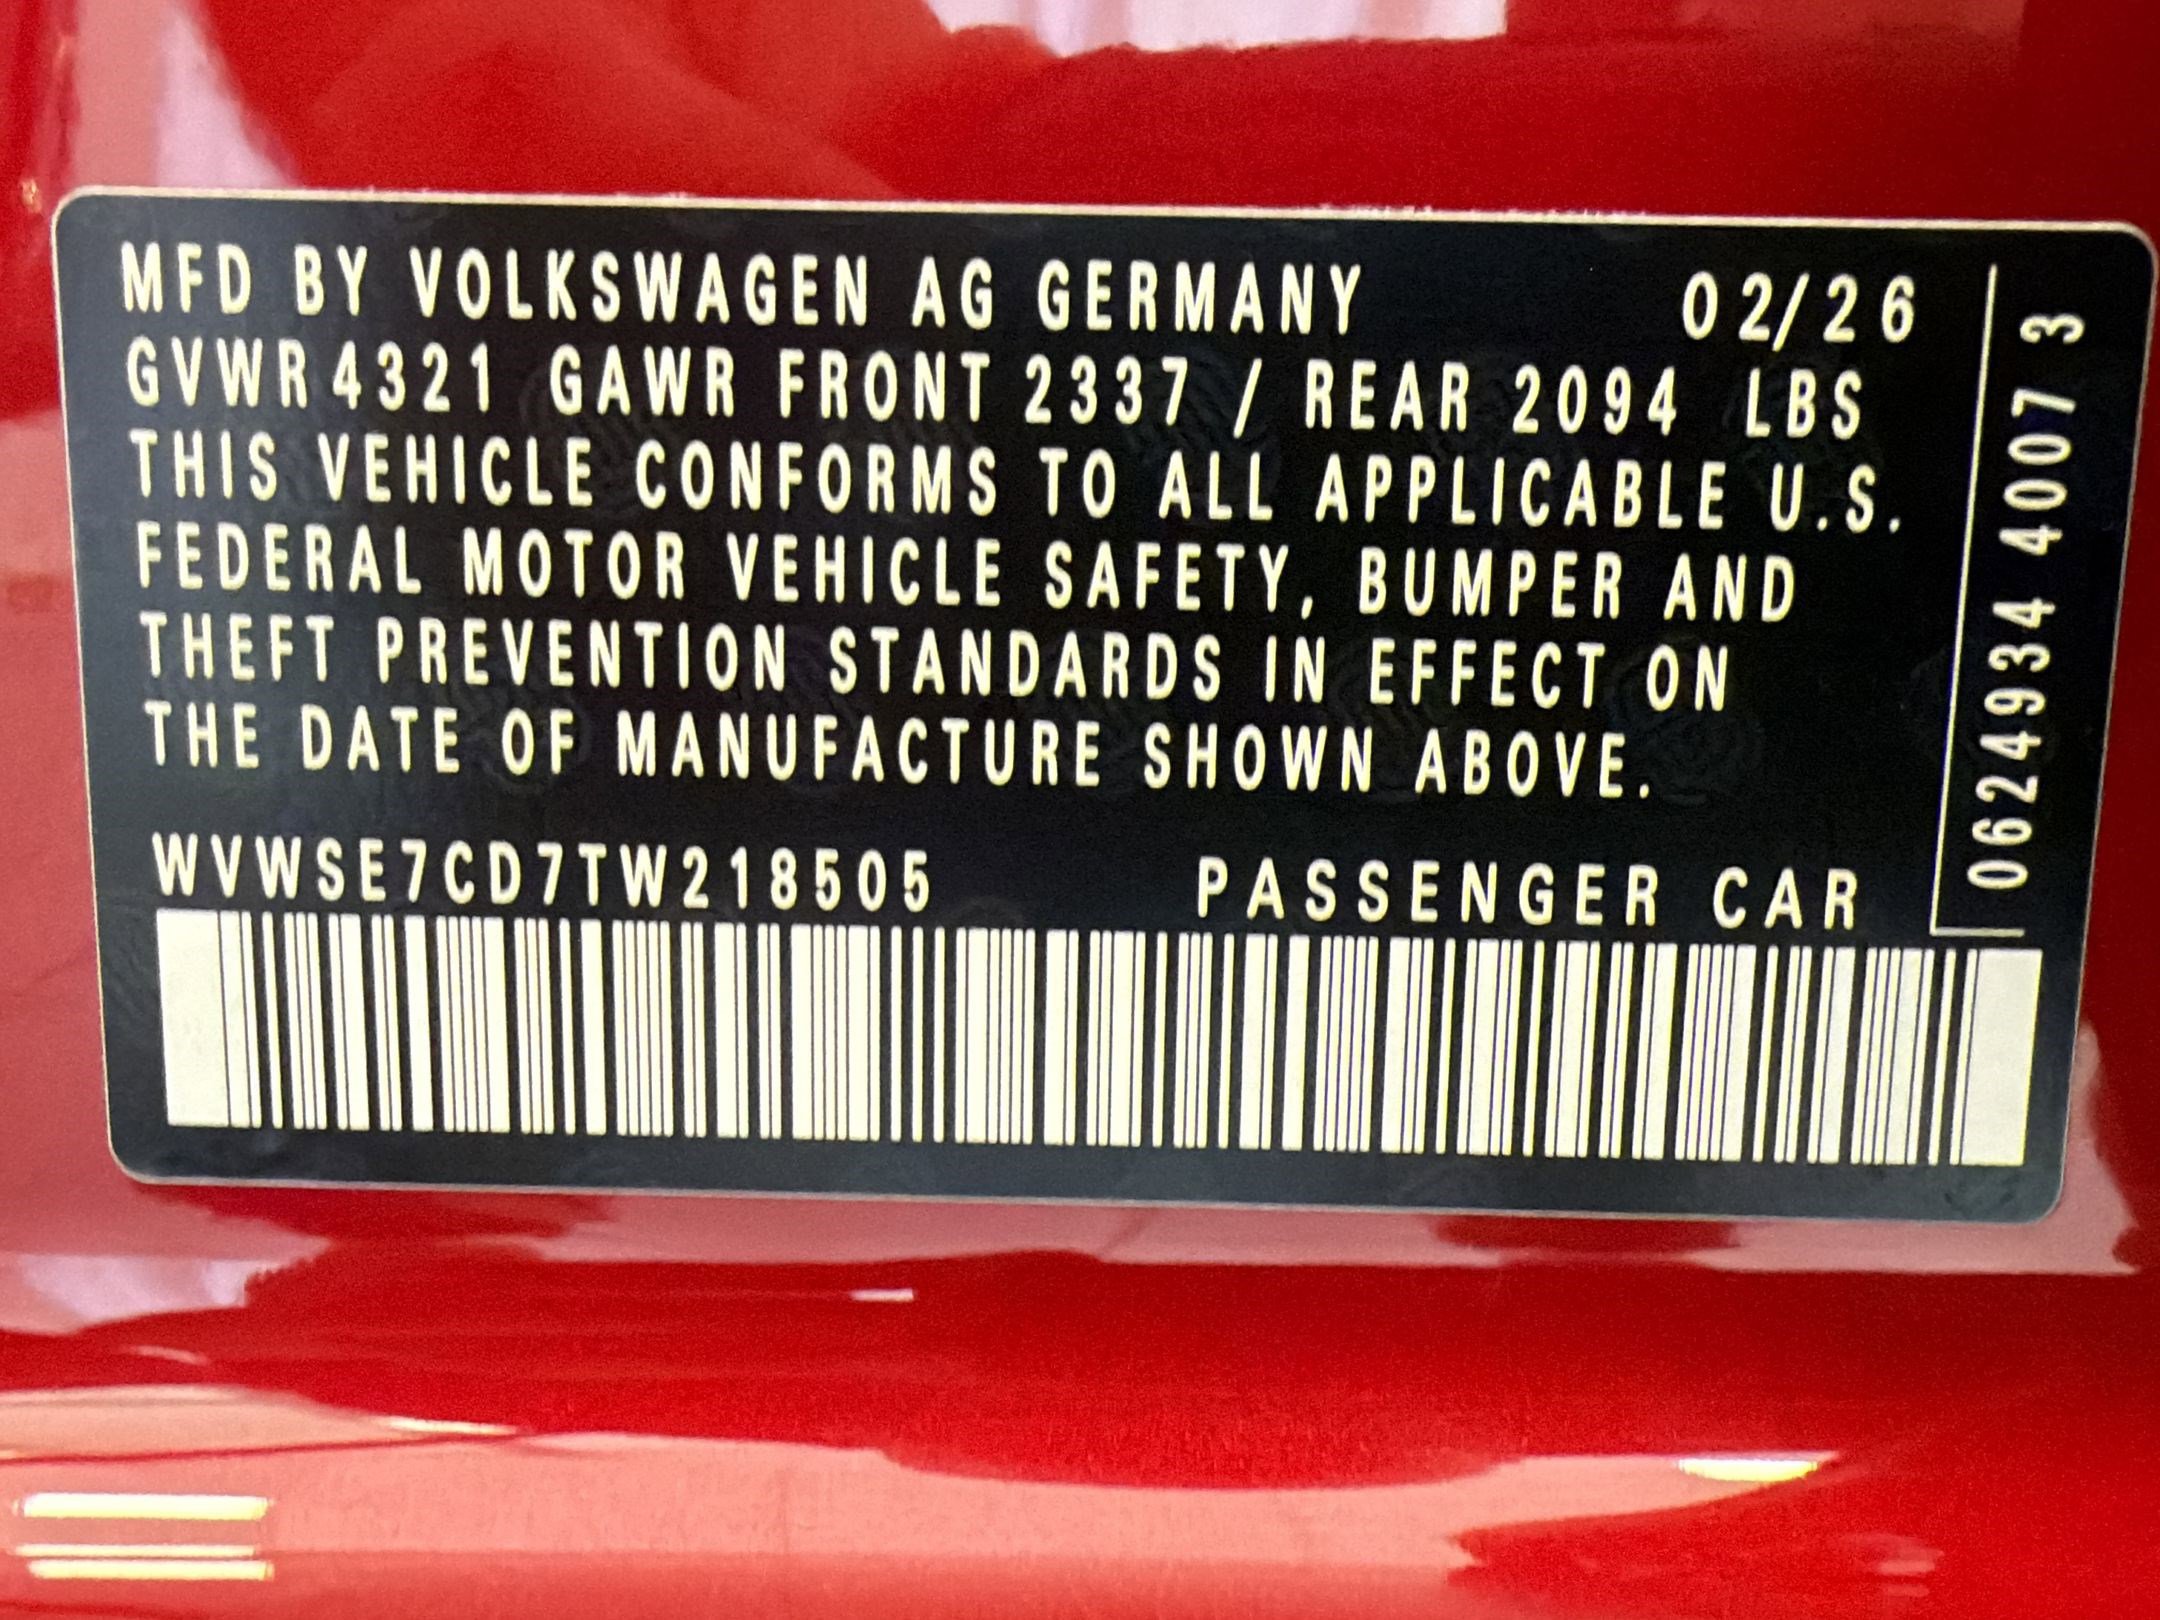 MFD BY VOLKSWAGEN AG GERMANY 02/26
GVWR 4321 GAWR FRONT 2337 / REAR 2094 LBS
THIS VEHICLE CONFORMS TO ALL APPLICABLE U.S.
FEDERAL MOTOR VEHICLE SAFETY, BUMPER AND
THEFT PREVENTION STANDARDS IN EFFECT ON
THE DATE OF MANUFACTURE SHOWN ABOVE.
WVWSE7CD7TW218505 PASSENGER CAR
0624934 4007 3